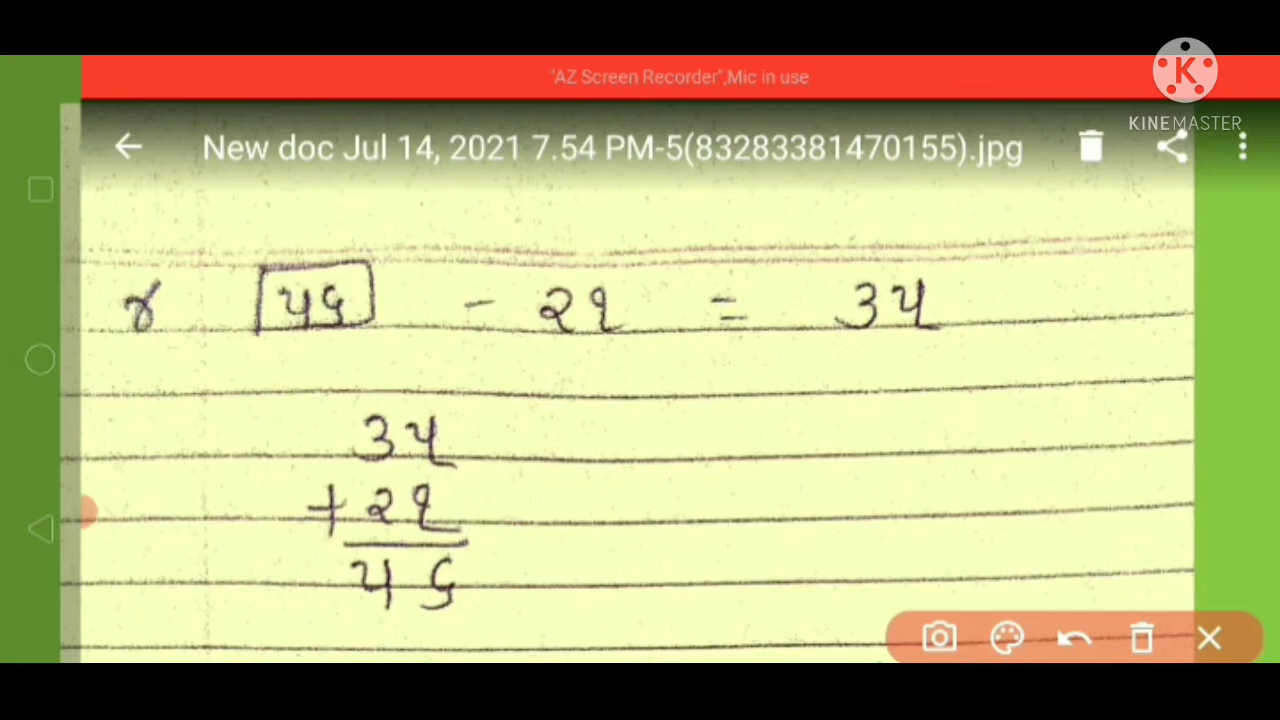 "AZ Screen Recorder",Mic in use
KINEMASTER
New doc Jul 14, 2021 7.54 PM-5(83283381470155).jpg
૪ ૫૬ - ૨૧ = ૩૫
૩૫
+૨૧
૫૬